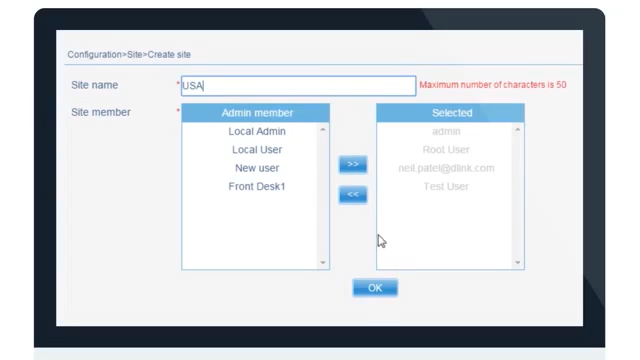 Configuration>Site>Create site
Site name * USA Maximum number of characters is 50
Site member * Admin member Selected
Local Admin admin
Local User >> Root User
New user neil.patel@dlink.com
Front Desk1 << Test User
OK